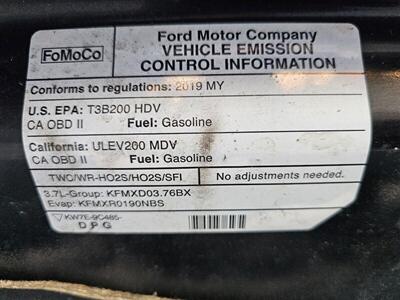 FoMoCo
Ford Motor Company
VEHICLE EMISSION
CONTROL INFORMATION
Conforms to regulations: 2019 MY
U.S. EPA: T3B200 HDV
CA OBD II Fuel: Gasoline
California: ULEV200 MDV
CA OBD II Fuel: Gasoline
TWC/WR-HO2S/HO2S/SFI
No adjustments needed.
3.7L-Group: KFMXD03.76BX
Evap: KFMXR0190NBS
KW7E-9C485-
DPG